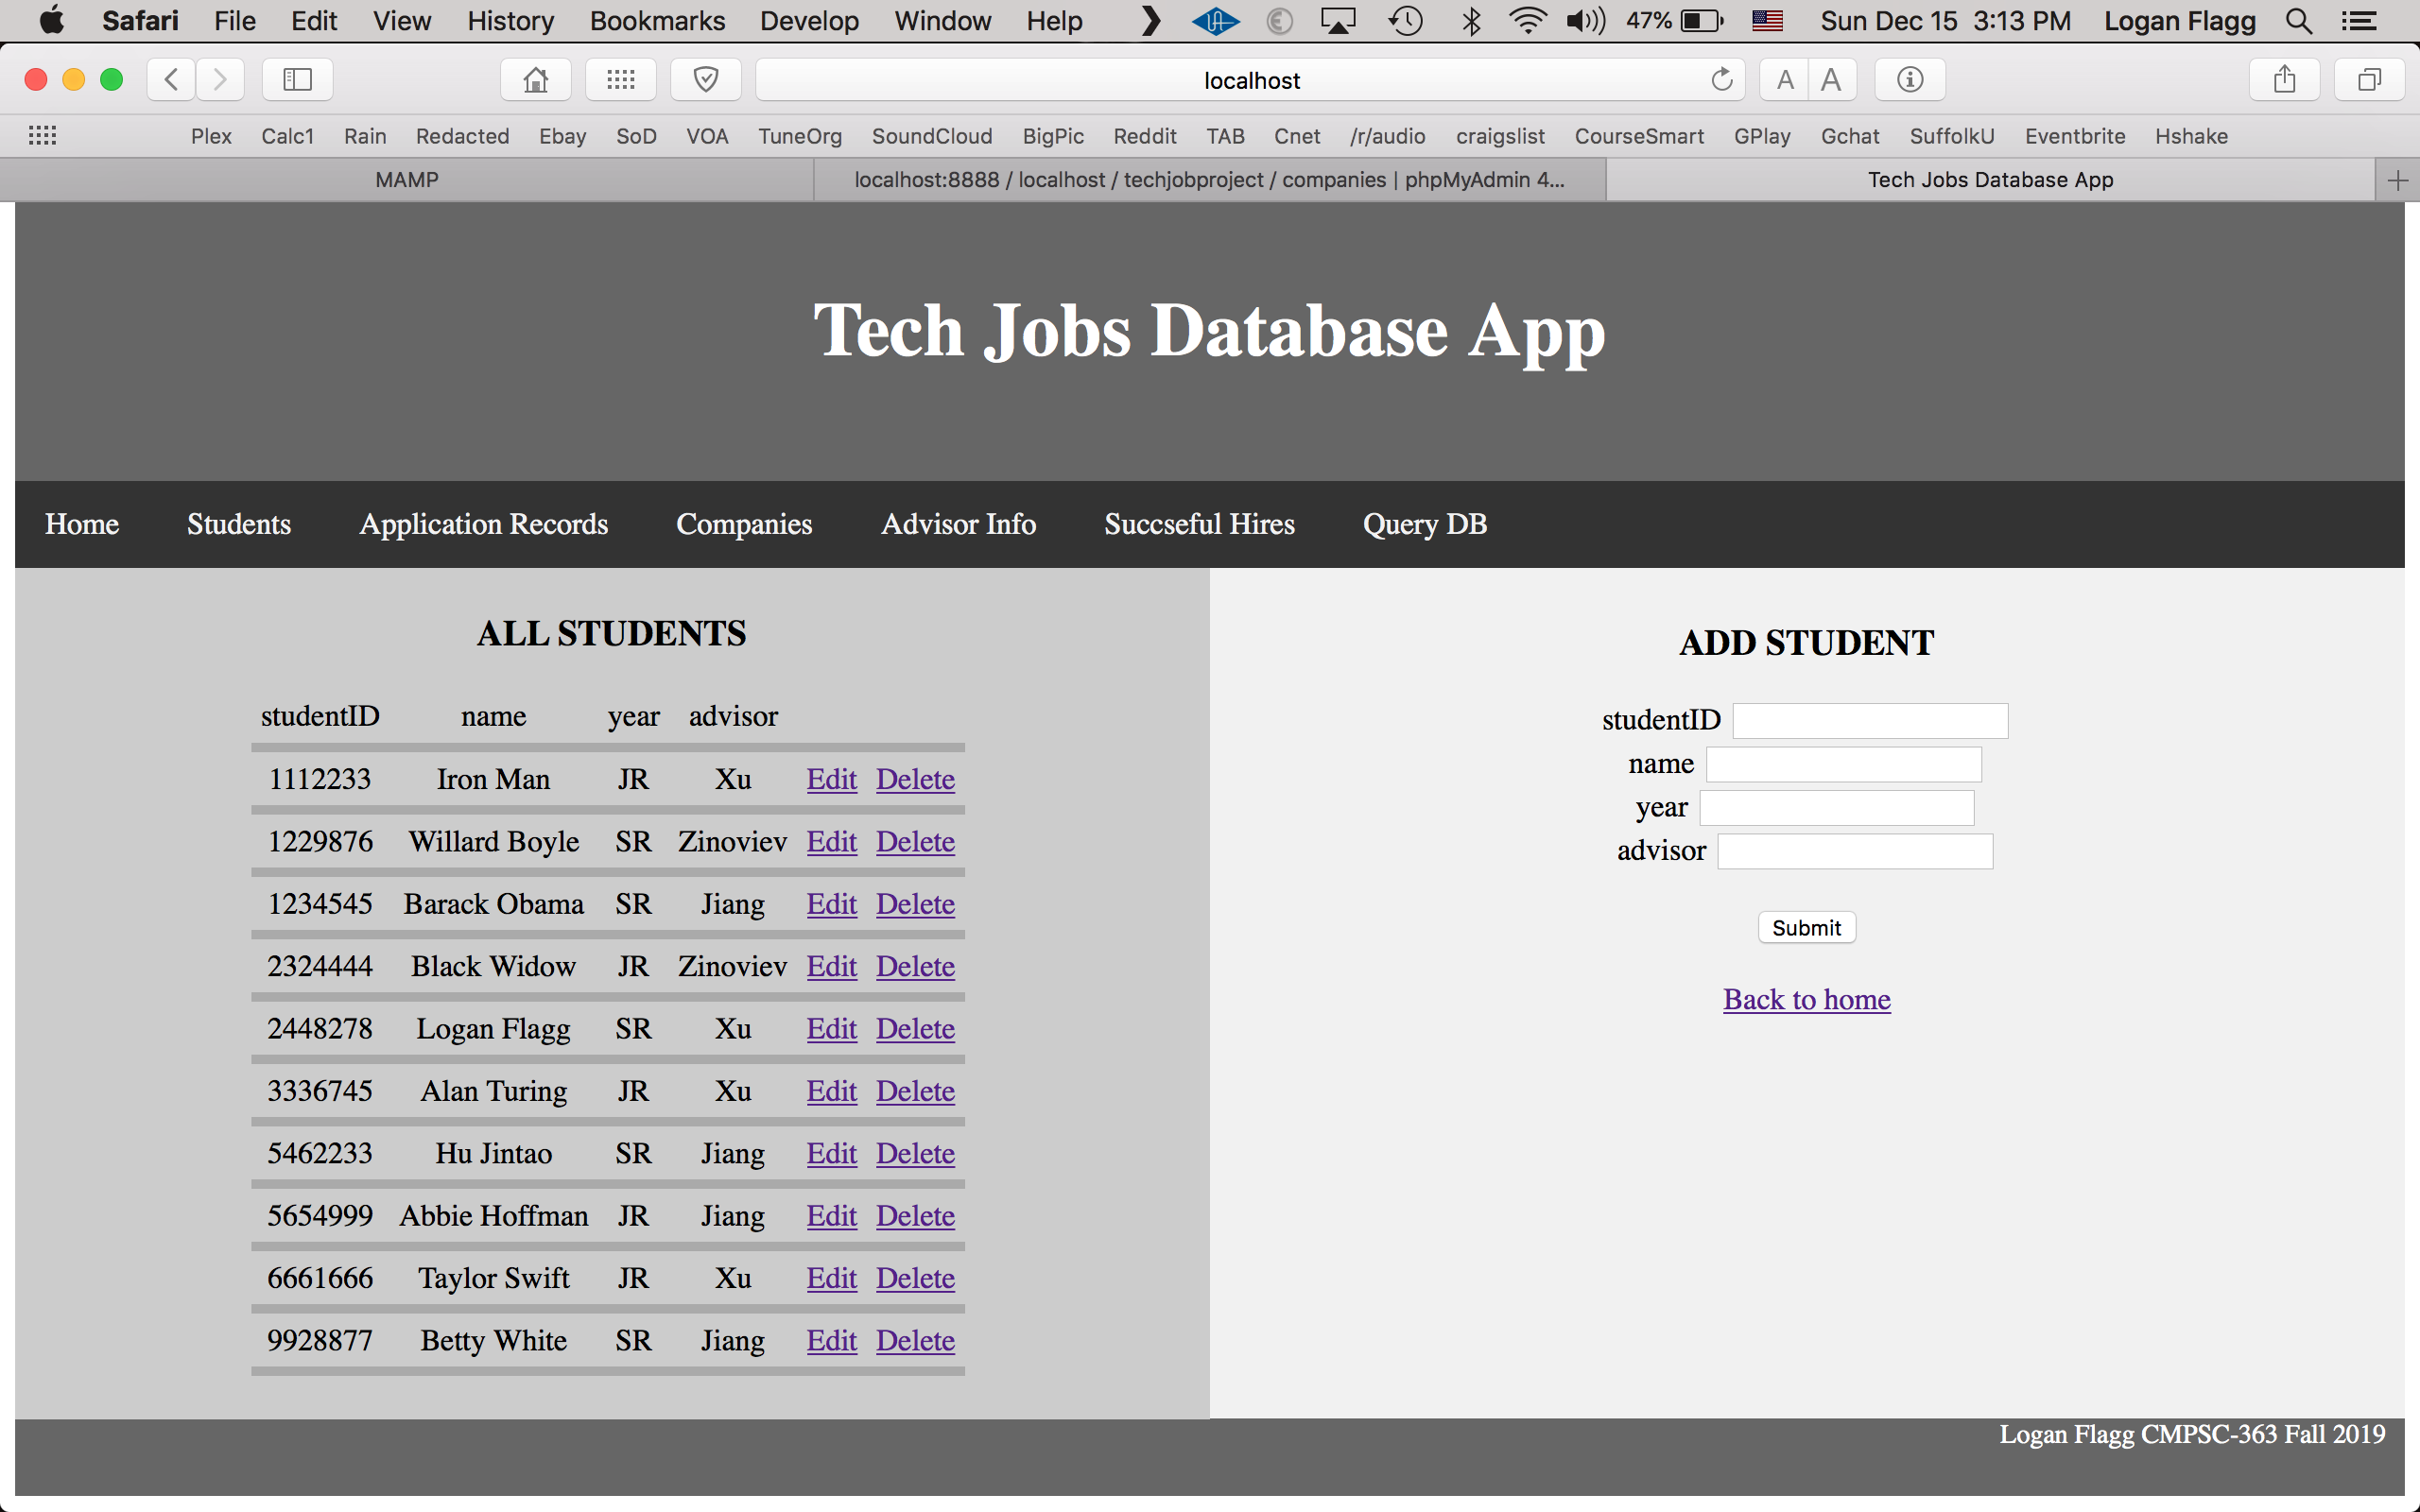 Safari File Edit View History Bookmarks Develop Window Help 47% Sun Dec 15 3:13 PM Logan Flagg
localhost
A A
Plex Calc1 Rain Redacted Ebay SoD VOA TuneOrg SoundCloud BigPic Reddit TAB Cnet /r/audio craigslist CourseSmart GPlay Gchat SuffolkU Eventbrite Hshake
MAMP
localhost:8888 / localhost / techjobproject / companies | phpMyAdmin 4...
Tech Jobs Database App
Tech Jobs Database App
Home Students Application Records Companies Advisor Info Succseful Hires Query DB
ALL STUDENTS
studentID name year advisor
1112233 Iron Man JR Xu Edit Delete
1229876 Willard Boyle SR Zinoviev Edit Delete
1234545 Barack Obama SR Jiang Edit Delete
2324444 Black Widow JR Zinoviev Edit Delete
2448278 Logan Flagg SR Xu Edit Delete
3336745 Alan Turing JR Xu Edit Delete
5462233 Hu Jintao SR Jiang Edit Delete
5654999 Abbie Hoffman JR Jiang Edit Delete
6661666 Taylor Swift JR Xu Edit Delete
9928877 Betty White SR Jiang Edit Delete
ADD STUDENT
studentID
name
year
advisor
Submit
Back to home
Logan Flagg CMPSC-363 Fall 2019